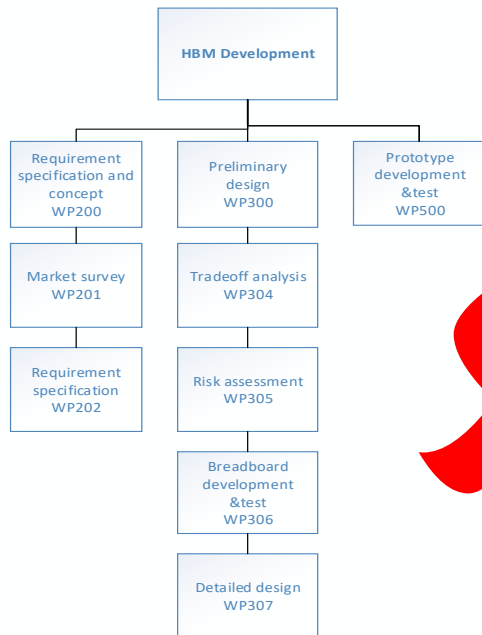 HBM Development
Requirement
specification and
concept
WP200
Preliminary
design
WP300
Prototype
development
&test
WP500
Market survey
WP201
Tradeoff analysis
WP304
Requirement
specification
WP202
Risk assessment
WP305
Breadboard
development
&test
WP306
Detailed design
WP307